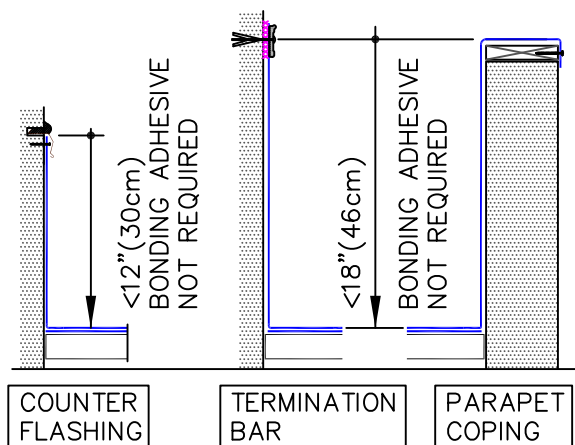 <12"(30cm)
BONDING ADHESIVE
NOT REQUIRED
<18"(46cm)
BONDING ADHESIVE
NOT REQUIRED
COUNTER
FLASHING
TERMINATION
BAR
PARAPET
COPING